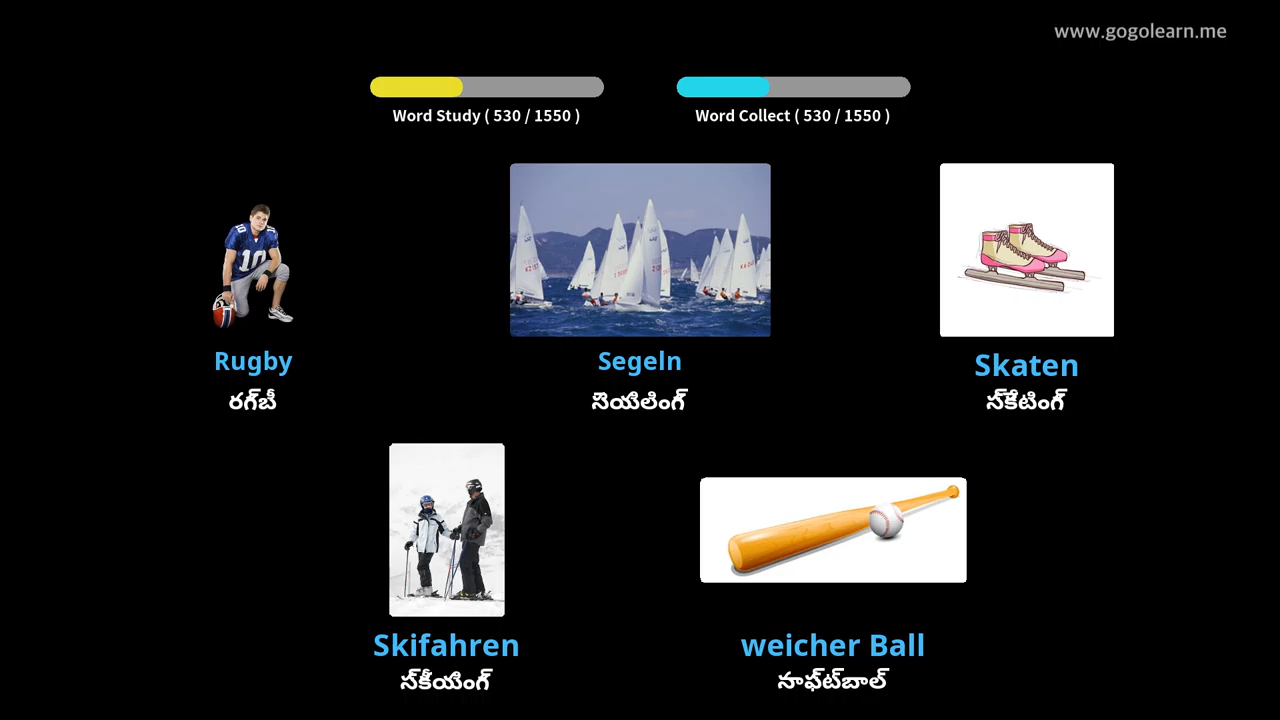 www.gogolearn.me
Word Study ( 530 / 1550 )
Word Collect ( 530 / 1550 )
Rugby
Segeln
Skaten
రగ్‌బీ
సెయిలింగ్
స్‌కేటింగ్
Skifahren
weicher Ball
స్‌కీయింగ్
సాఫ్ట్‌బాల్